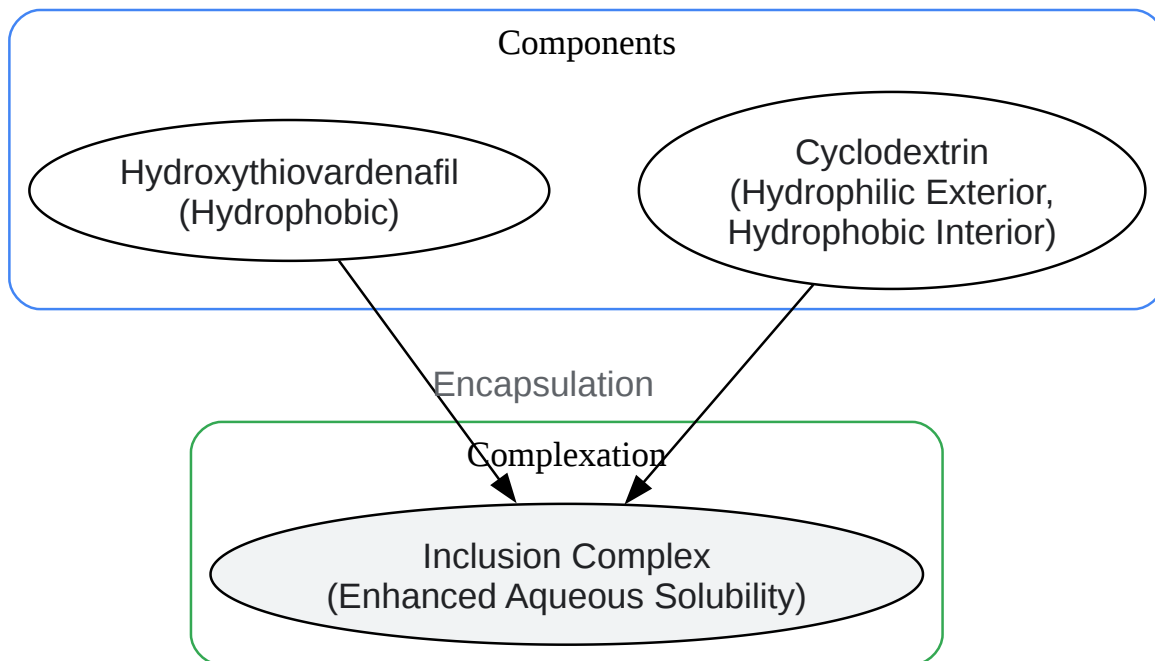 Components
Hydroxythiovardenafil
(Hydrophobic)
Cyclodextrin
(Hydrophilic Exterior,
Hydrophobic Interior)
Encapsulation
Complexation
Inclusion Complex
(Enhanced Aqueous Solubility)